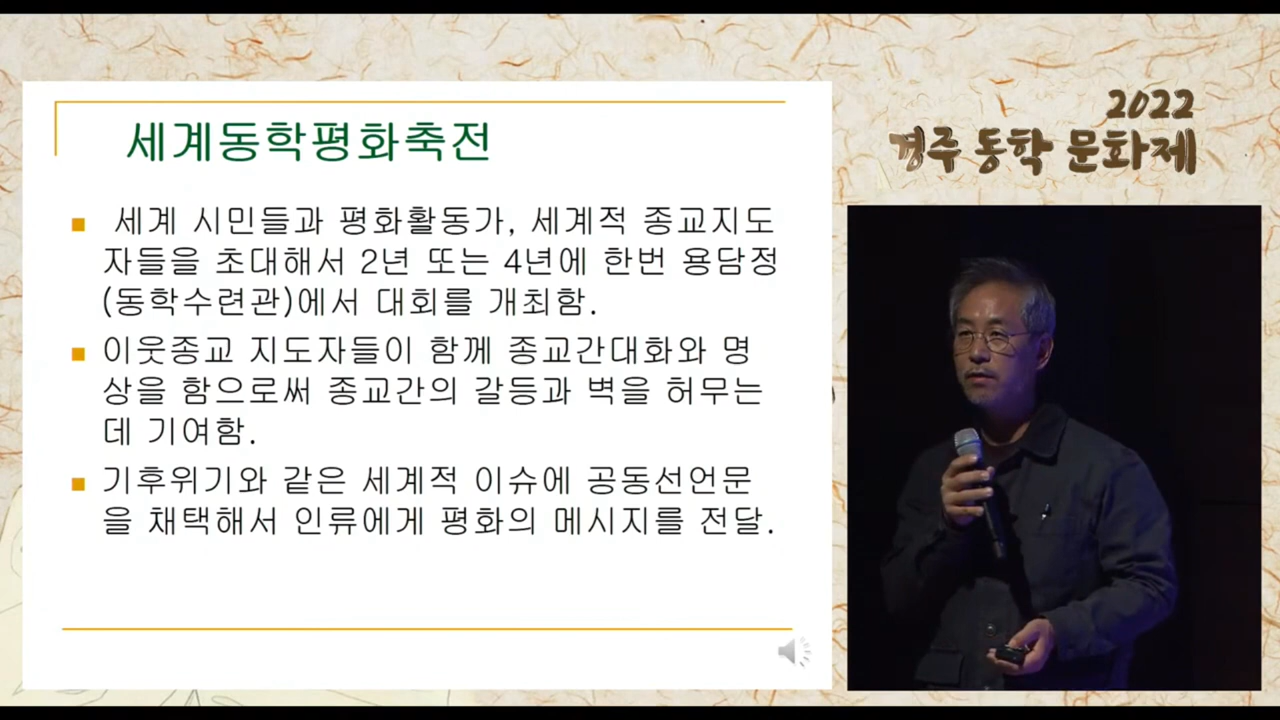 세계동학평화축전
세계 시민들과 평화활동가, 세계적 종교지도
자들을 초대해서 2년 또는 4년에 한번 용담정
(동학수련관)에서 대회를 개최함.
이웃종교 지도자들이 함께 종교간대화와 명
상을 함으로써 종교간의 갈등과 벽을 허무는
데 기여함.
기후위기와 같은 세계적 이슈에 공동선언문
을 채택해서 인류에게 평화의 메시지를 전달.
2022
경주 동학 문화제